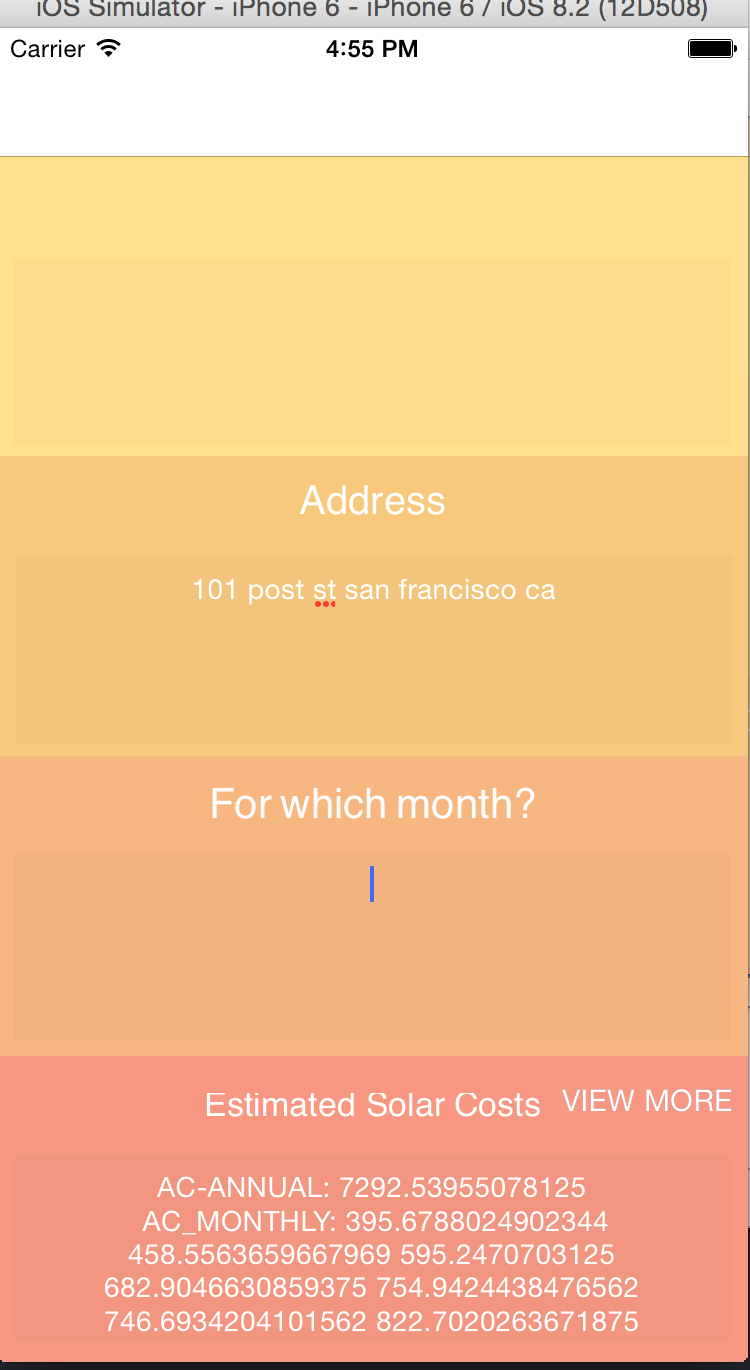 iOS Simulator - iPhone 6 - iPhone 6 / iOS 8.2 (12D508)
Carrier 4:55 PM
Address
101 post st san francisco ca
For which month?
Estimated Solar Costs VIEW MORE
AC-ANNUAL: 7292.53955078125
AC_MONTHLY: 395.6788024902344
458.5563659667969 595.2470703125
682.9046630859375 754.9424438476562
746.6934204101562 822.7020263671875